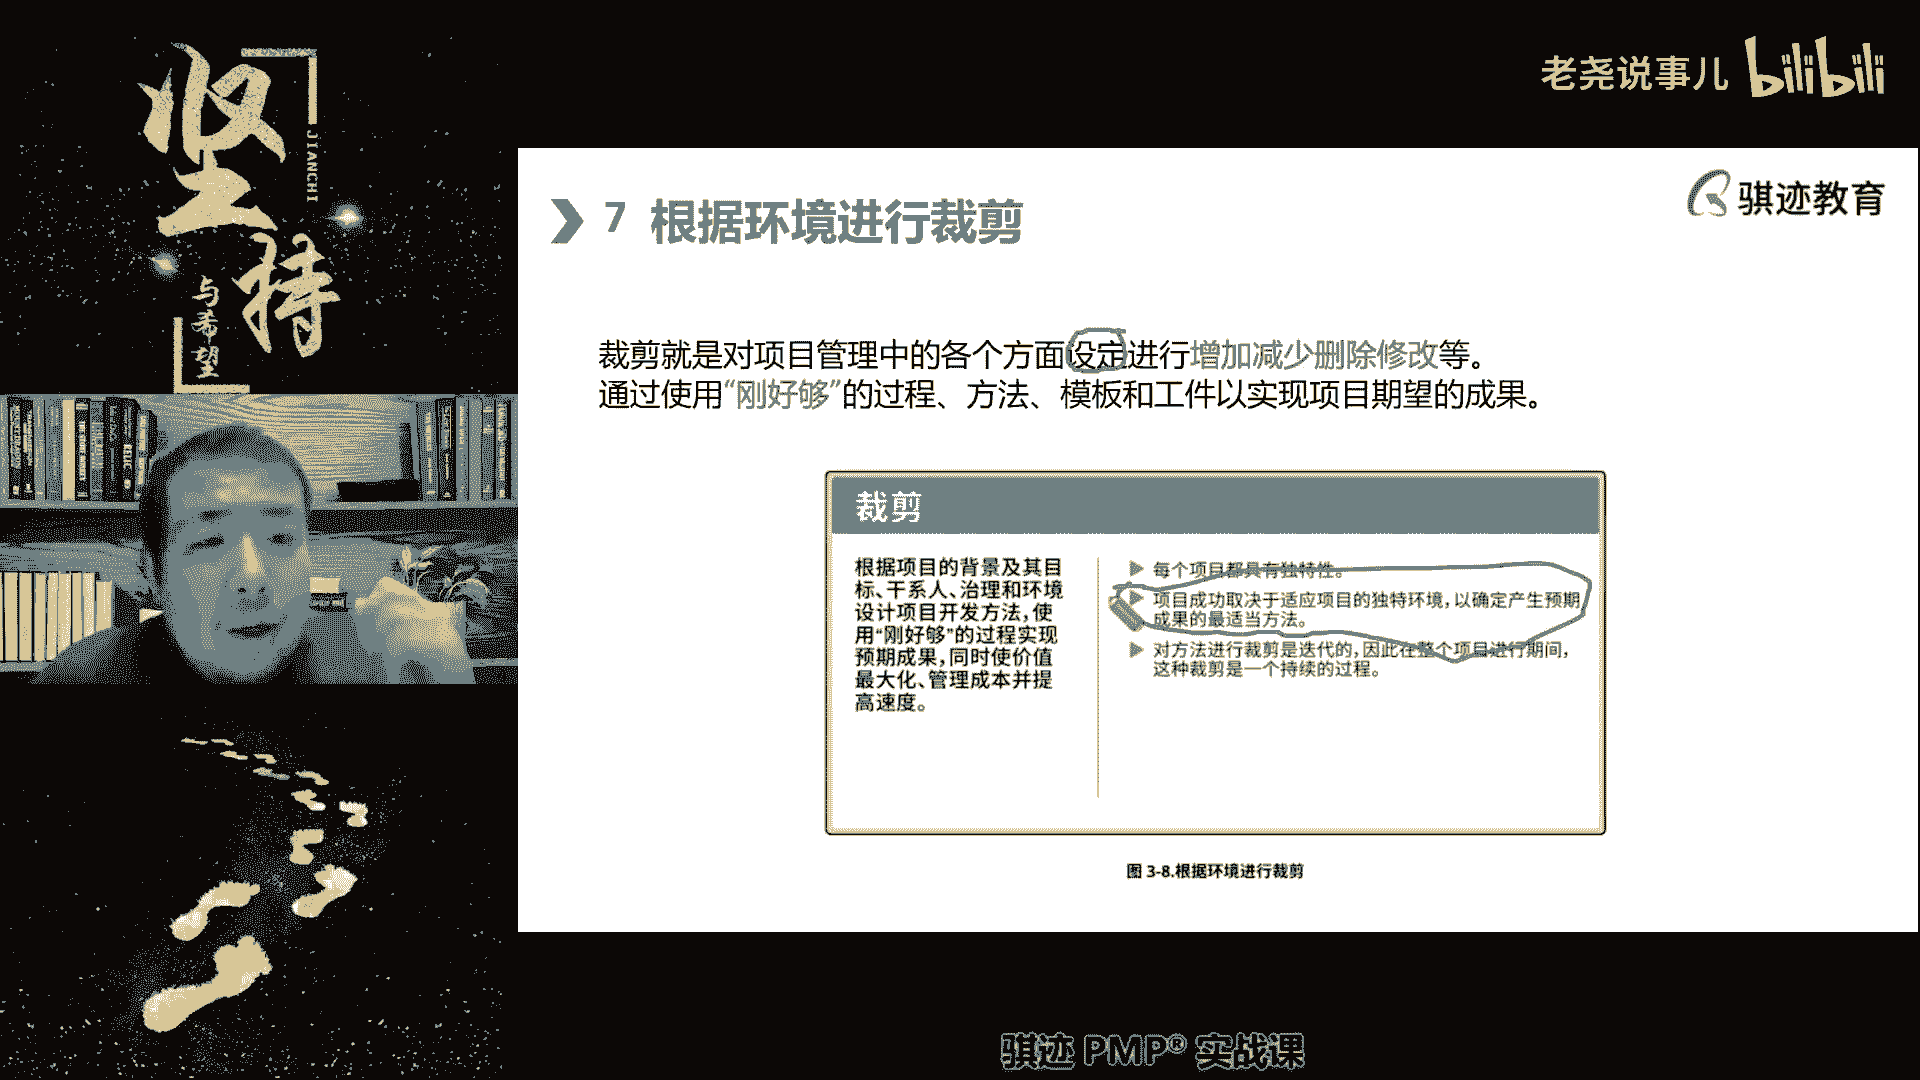 坚持
JIANCHI
与希望
老尧说事儿 bilibili
骐迹教育
7 根据环境进行裁剪
裁剪就是对项目管理中的各个方面设定进行增加减少删除修改等。
通过使用“刚好够”的过程、方法、模板和工件以实现项目期望的成果。
裁剪
根据项目的背景及其目
标、干系人、治理和环境
设计项目开发方法，使
用“刚好够”的过程实现
预期成果，同时使价值
最大化、管理成本并提
高速度。
每个项目都具有独特性。
项目成功取决于适应项目的独特环境，以确定产生预期
成果的最适当方法。
对方法进行裁剪是迭代的，因此在整个项目进行期间，
这种裁剪是一个持续的过程。
图 3-8.根据环境进行裁剪
骐迹 PMP® 实战课